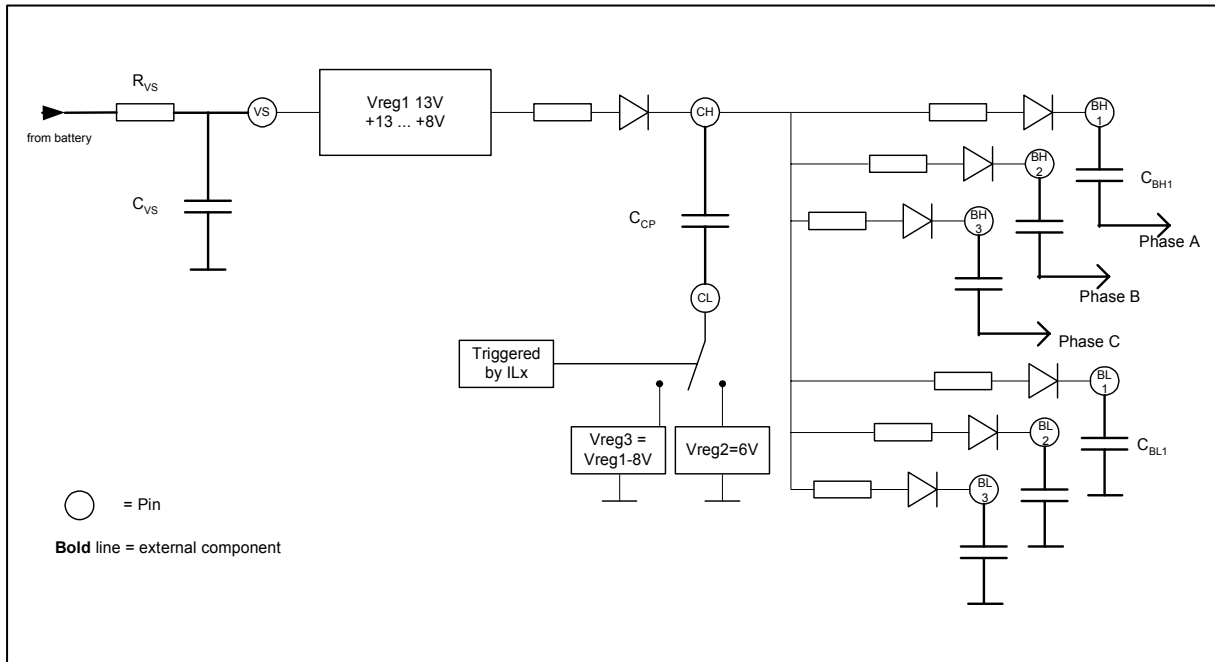 R_VS
from battery
VS
C_VS
Vreg1 13V
+13 ... +8V
CH
C_CP
CL
Triggered
by ILx
Vreg3 =
Vreg1-8V
Vreg2=6V
BH
1
C_BH1
Phase A
BH
2
Phase B
BH
3
Phase C
BL
1
C_BL1
BL
2
BL
3
= Pin
Bold line = external component